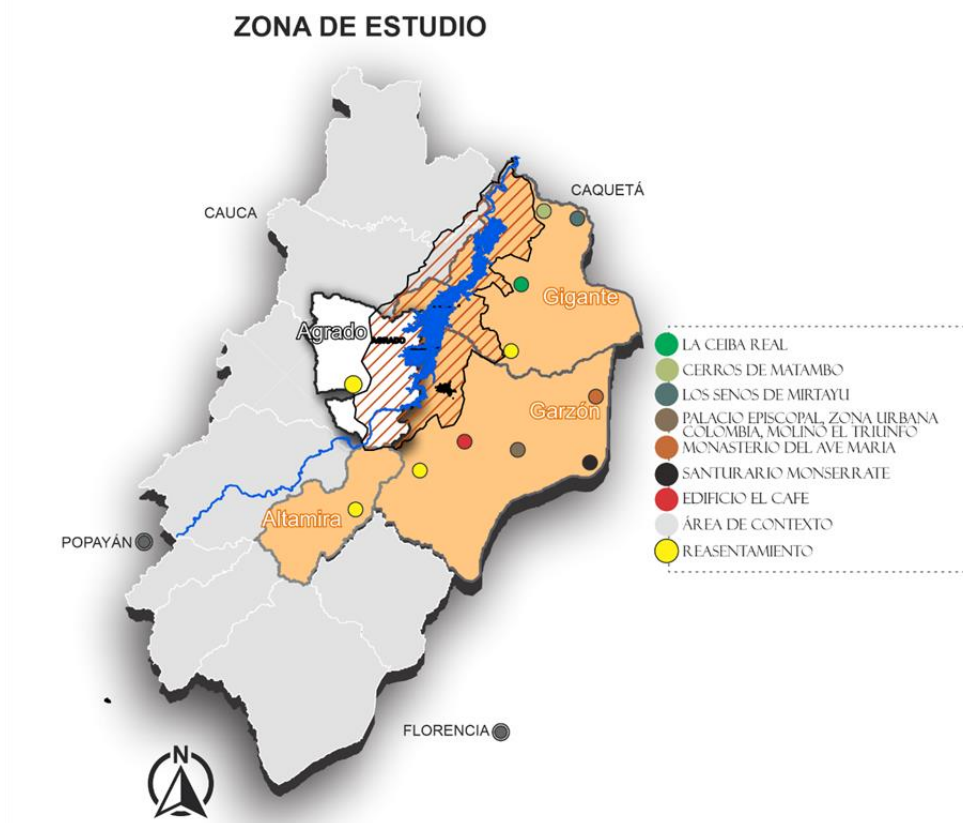 ZONA DE ESTUDIO
CAQUETÁ
CAUCA
Gigante
Agrado
AGRADO
Garzón
Altamira
POPAYÁN
FLORENCIA
N
LA CEIBA REAL
CERROS DE MATAMBO
LOS SENOS DE MIRTAYU
PALACIO EPISCOPAL, ZONA URBANA
COLOMBIA, MOLINO EL TRIUNFO
MONASTERIO DEL AVE MARIA
SANTURARIO MONSERRATE
EDIFICIO EL CAFE
ÁREA DE CONTEXTO
REASENTAMIENTO